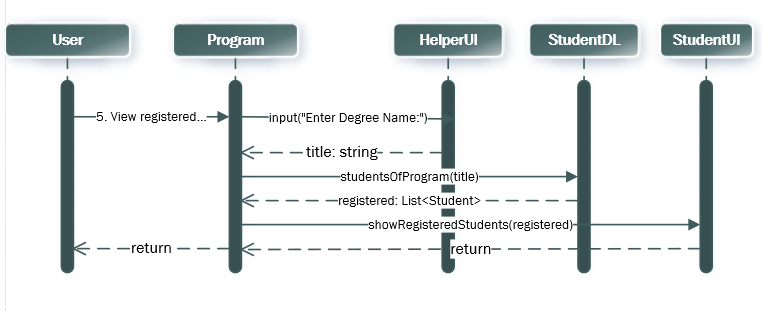 User
Program
HelperUI
StudentDL
StudentUI
5. View registered...
input("Enter Degree Name:")
title: string
studentsOfProgram(title)
registered: List<Student>
showRegisteredStudents(registered)
return
return